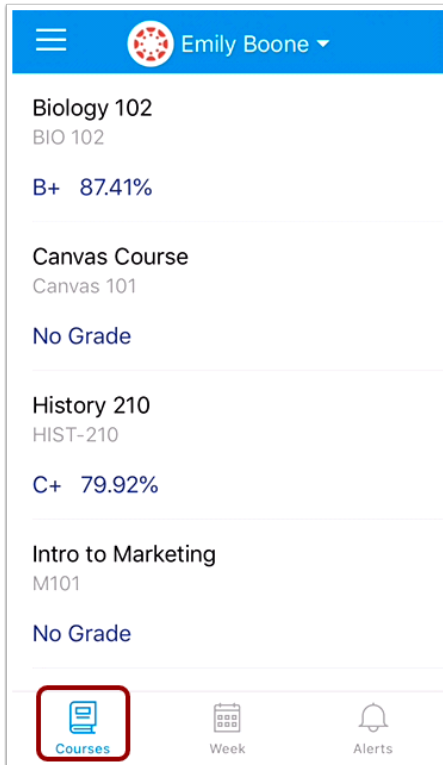 Emily Boone
Biology 102
BIO 102
B+ 87.41%
Canvas Course
Canvas 101
No Grade
History 210
HIST-210
C+ 79.92%
Intro to Marketing
M101
No Grade
Courses Week Alerts